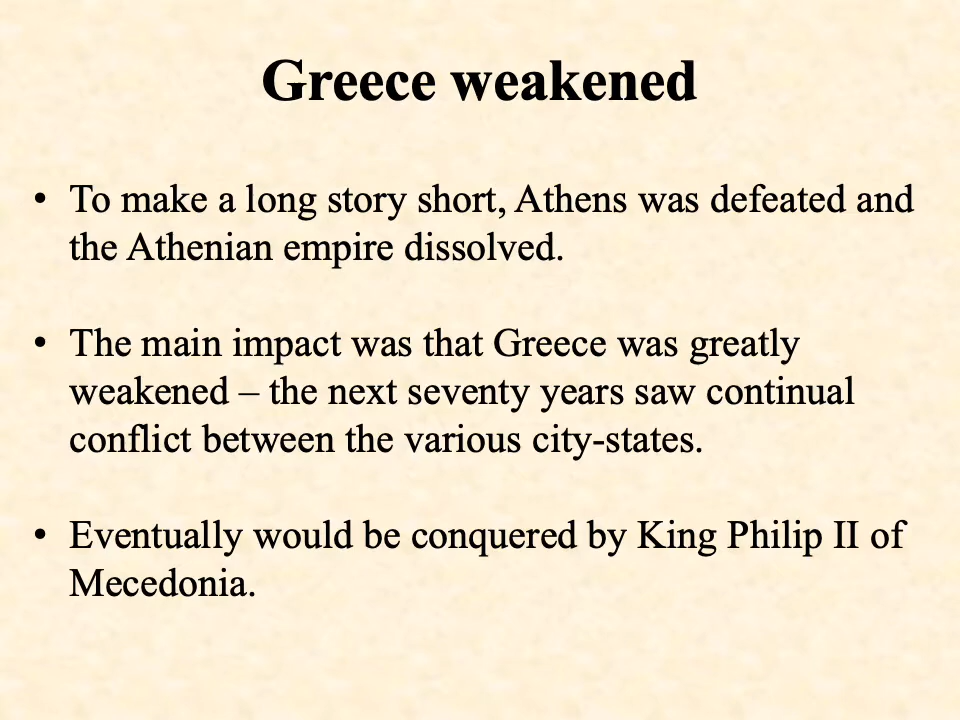 Greece weakened
• To make a long story short, Athens was defeated and
the Athenian empire dissolved.
• The main impact was that Greece was greatly
weakened – the next seventy years saw continual
conflict between the various city-states.
• Eventually would be conquered by King Philip II of
Mecedonia.